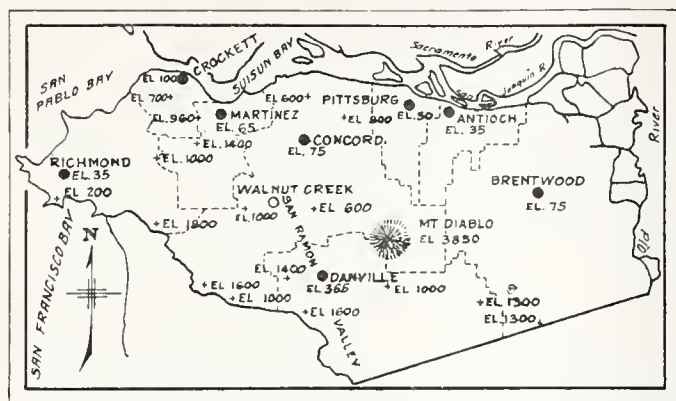 SAN PABLO BAY
CROCKETT
EL 100
SUISUN BAY
Sacramento River
San Joaquin R.
EL 700+
EL 960+
MARTINEZ
EL. 65
EL 600+
PITTSBURG
EL. 50
+EL 800
ANTIOCH
EL. 35
+EL 1400
CONCORD.
EL. 75
+EL 1000
RICHMOND
EL. 35
+EL 200
WALNUT CREEK
+EL 1000
+EL 600
BRENTWOOD
EL. 75
+EL 1800
SAN RAMON
VALLEY
MT DIABLO
EL 3850
Old River
N
SAN FRANCISCO BAY
EL 1400
+
DANVILLE
EL. 365
+EL 1600
+EL 1000
+EL 1600
+EL 1000
+EL 1300
EL 1300+